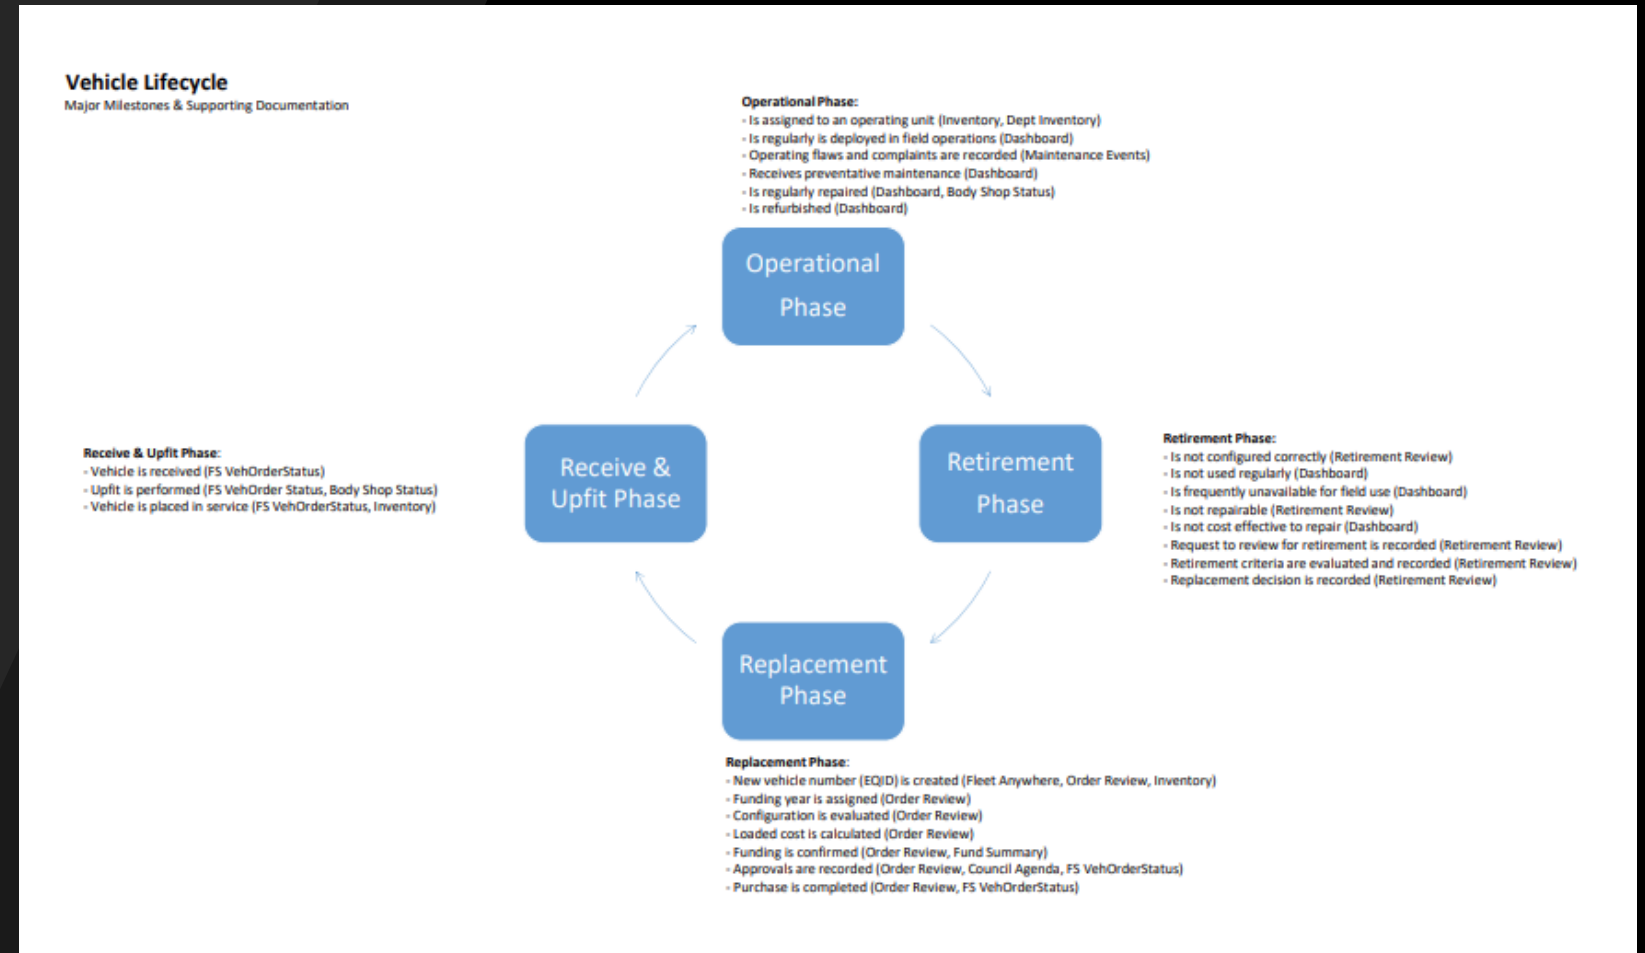 Vehicle Lifecycle
Major Milestones & Supporting Documentation
Operational Phase:
- Is assigned to an operating unit (Inventory, Dept Inventory)
- Is regularly is deployed in field operations (Dashboard)
- Operating flaws and complaints are recorded (Maintenance Events)
- Receives preventative maintenance (Dashboard)
- Is regularly repaired (Dashboard, Body Shop Status)
- Is refurbished (Dashboard)
Operational
Phase
Receive & Upfit Phase:
- Vehicle is received (FS VehOrderStatus)
- Upfit is performed (FS VehOrder Status, Body Shop Status)
- Vehicle is placed in service (FS VehOrderStatus, Inventory)
Receive &
Upfit Phase
Retirement
Phase
Retirement Phase:
- Is not configured correctly (Retirement Review)
- Is not used regularly (Dashboard)
- Is frequently unavailable for field use (Dashboard)
- Is not repairable (Retirement Review)
- Is not cost effective to repair (Dashboard)
- Request to review for retirement is recorded (Retirement Review)
- Retirement criteria are evaluated and recorded (Retirement Review)
- Replacement decision is recorded (Retirement Review)
Replacement
Phase
Replacement Phase:
- New vehicle number (EQID) is created (Fleet Anywhere, Order Review, Inventory)
- Funding year is assigned (Order Review)
- Configuration is evaluated (Order Review)
- Loaded cost is calculated (Order Review)
- Funding is confirmed (Order Review, Fund Summary)
- Approvals are recorded (Order Review, Council Agenda, FS VehOrderStatus)
- Purchase is completed (Order Review, FS VehOrderStatus)